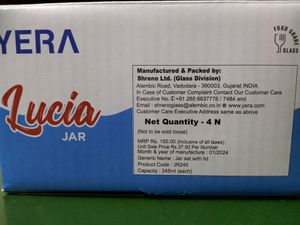 YERA
Lucia
JAR
FOOD GRADE
GLASS
Manufactured & Packed by:
Shreno Ltd. (Glass Division)
Alembic Road, Vadodara - 390003, Gujarat INDIA
In Case of Customer Complaint Contact Our Customer Care
Executive No. +91 265 6637776 / 7484 and
Email : shrenoglass@alembic.co.in www.yera.com
Customer Care Executive Address same as above
Net Quantity - 4 N
(Not to be sold loose)
MRP Rs. 150.00 (Inclusive of all taxes)
Unit Sale Price Rs.37.50 Per Number
Month & year of manufacture : 01/2024
Generic Name : Jar set with lid
Product Code : JR245
Capacity : 245ml (each)